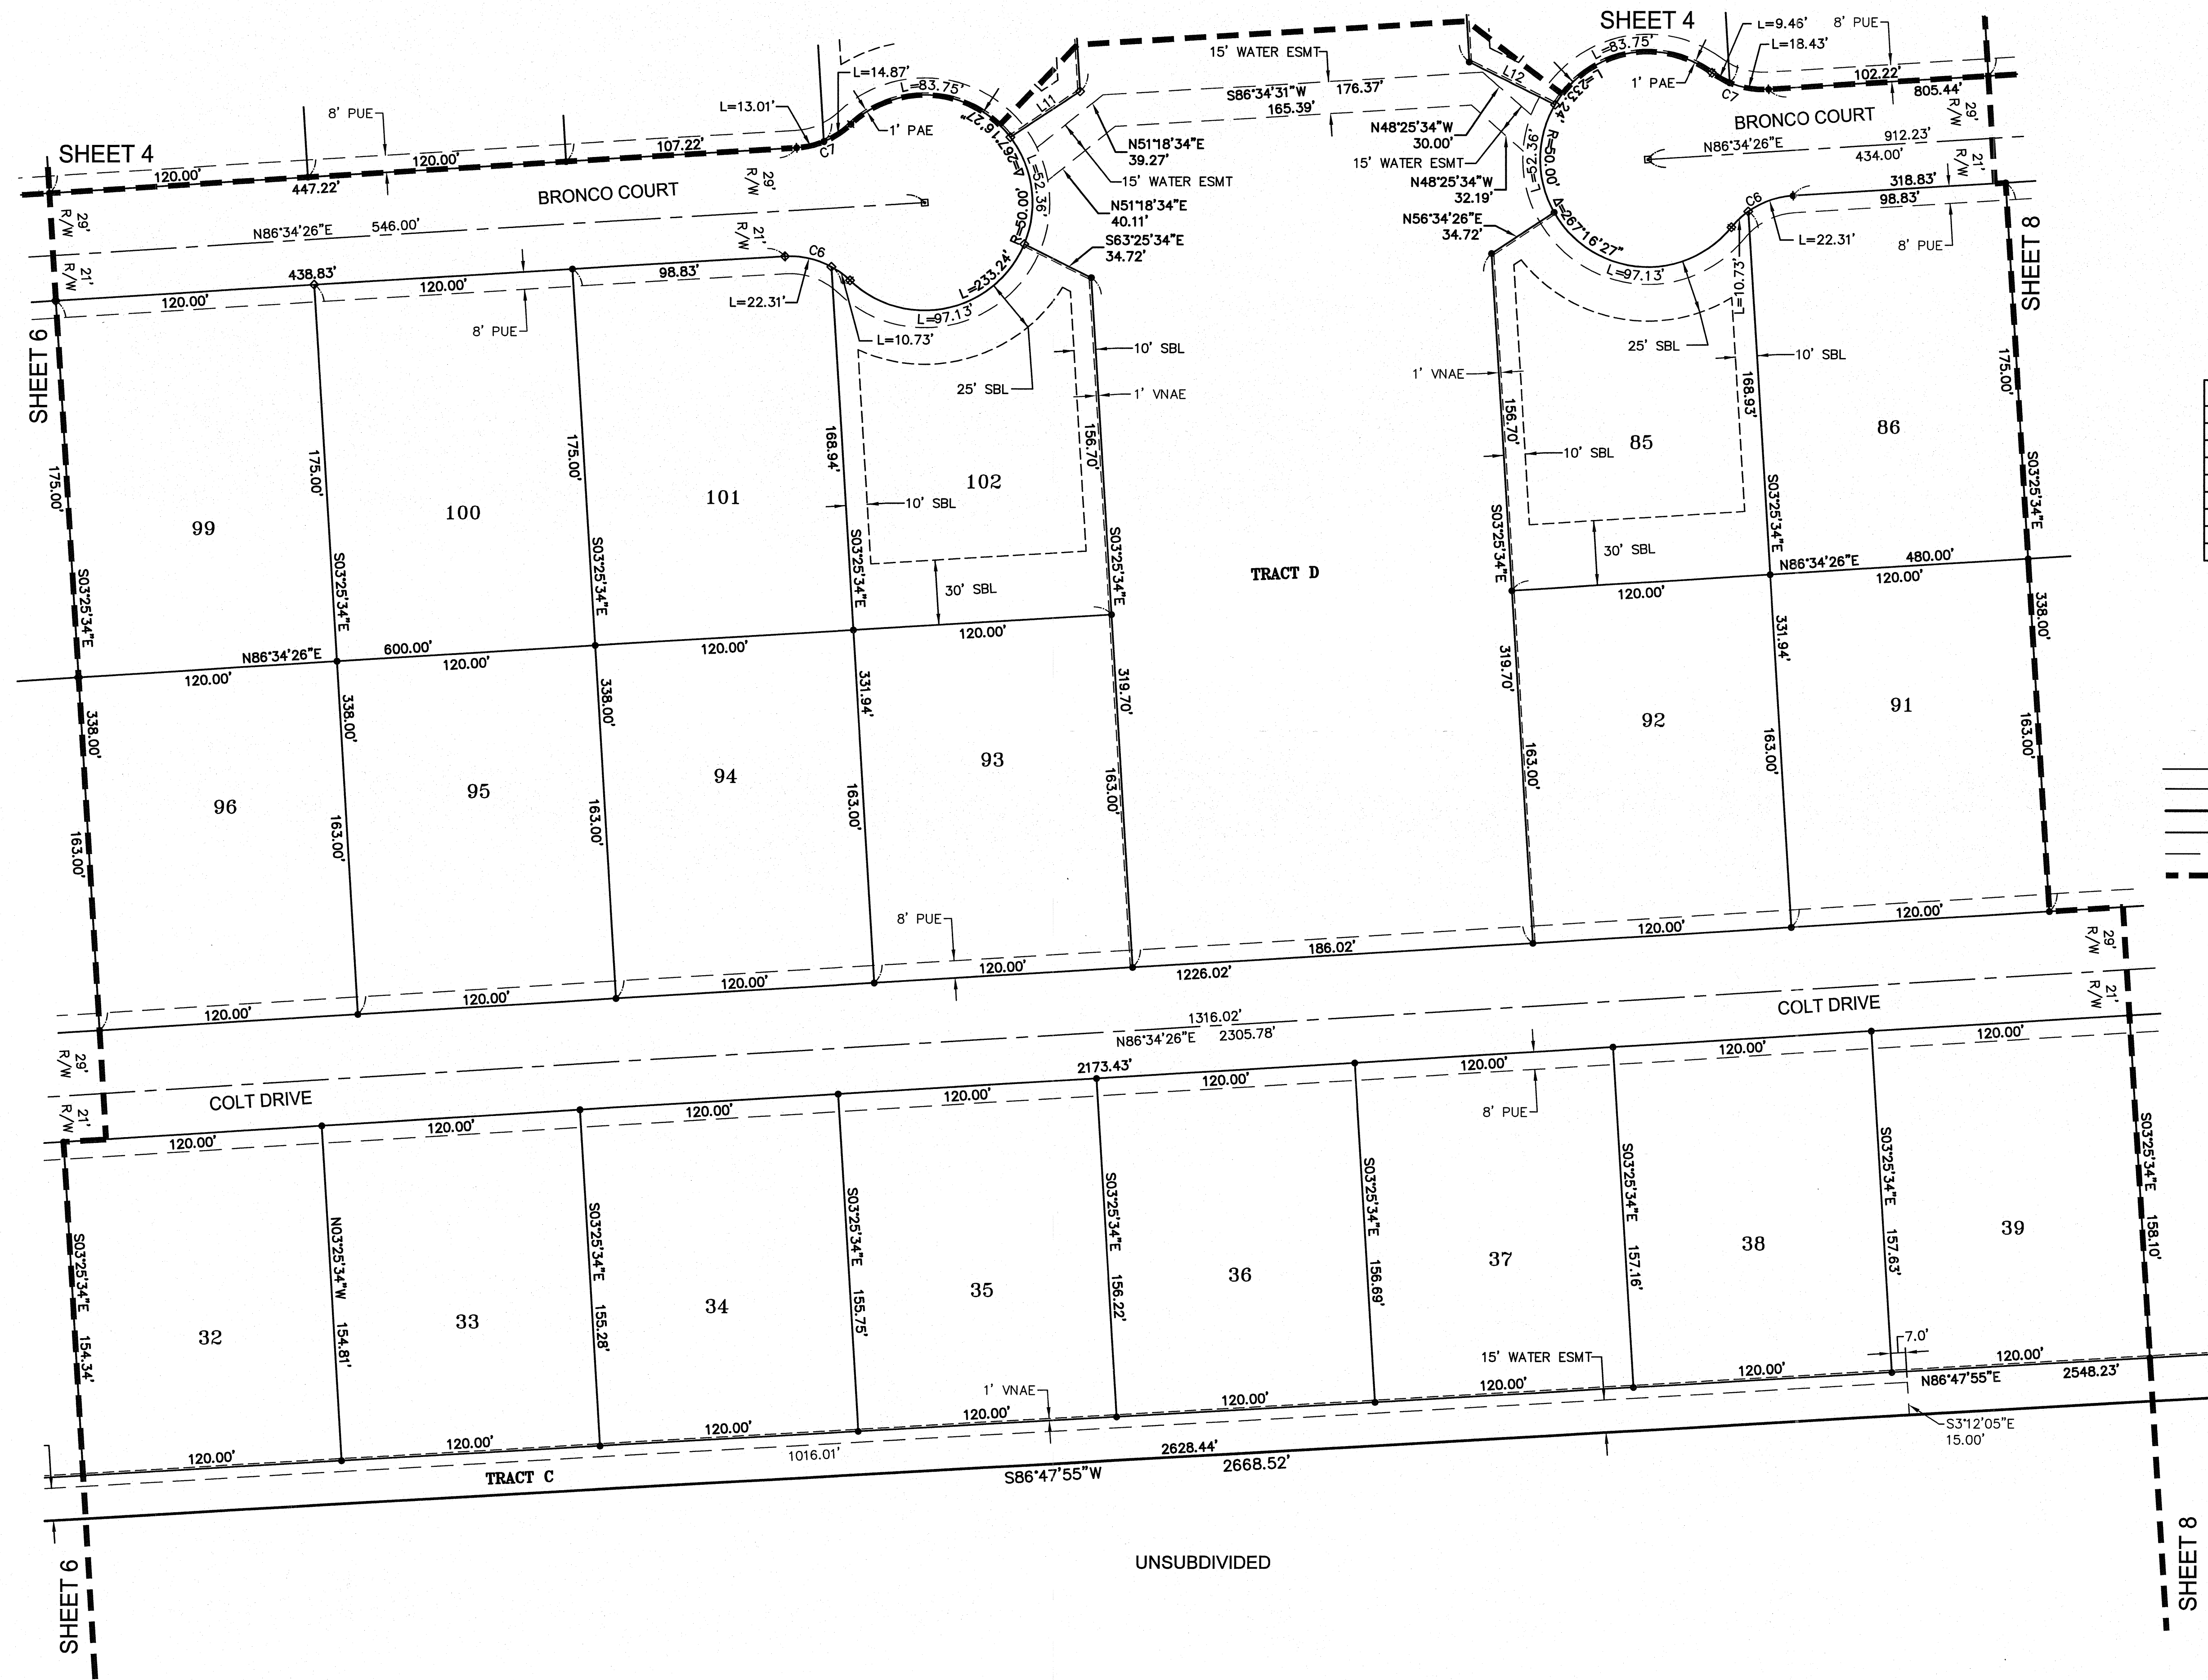 SHEET 4
L=9.46'
8' PUE
L=83.75'
L=18.43'
15' WATER ESMT
L12
1' PAE
102.22'
805.44'
29'
R/W
L=14.87'
L=83.75'
L11
S86°34'31"W
176.37'
165.39'
C7
BRONCO COURT
8' PUE
L=13.01'
1' PAE
Δ=267°16'27"
N51°18'34"E
39.27'
N48°25'34"W
30.00'
L=233.24'
912.23'
N86°34'26"E
434.00'
SHEET 4
107.22'
C7
15' WATER ESMT
15' WATER ESMT
L=52.36'
R=50.00'
120.00'
120.00'
447.22'
29'
R/W
BRONCO COURT
L=52.36'
N48°25'34"W
32.19'
21'
R/W
318.83'
98.83'
N51°18'34"E
40.11'
N56°34'26"E
34.72'
Δ=267°16'27"
C6
29'
R/W
R=50.00'
S63°25'34"E
34.72'
L=22.31'
8' PUE
N86°34'26"E
546.00'
21'
R/W
C6
L=233.24'
L=97.13'
L=10.73'
SHEET 8
21'
R/W
438.83'
98.83'
120.00'
120.00'
L=22.31'
L=97.13'
8' PUE
L=10.73'
10' SBL
25' SBL
10' SBL
SHEET 6
25' SBL
1' VNAE
1' VNAE
175.00'
175.00'
175.00'
168.94'
156.70'
156.70'
168.93'
175.00'
99
100
101
102
85
86
10' SBL
10' SBL
S03°25'34"E
S03°25'34"E
S03°25'34"E
S03°25'34"E
S03°25'34"E
S03°25'34"E
S03°25'34"E
S03°25'34"E
30' SBL
30' SBL
TRACT D
N86°34'26"E
480.00'
120.00'
120.00'
N86°34'26"E
600.00'
120.00'
120.00'
120.00'
120.00'
338.00'
338.00'
338.00'
331.94'
319.70'
319.70'
331.94'
338.00'
96
95
94
93
92
91
163.00'
163.00'
163.00'
163.00'
163.00'
163.00'
163.00'
163.00'
8' PUE
120.00'
120.00'
120.00'
120.00'
186.02'
120.00'
120.00'
1226.02'
29'
R/W
21'
R/W
COLT DRIVE
1316.02'
N86°34'26"E
2305.78'
29'
R/W
21'
R/W
COLT DRIVE
2173.43'
120.00'
120.00'
120.00'
120.00'
120.00'
120.00'
120.00'
120.00'
8' PUE
S03°25'34"E 154.34'
N03°25'34"W 154.81'
S03°25'34"E 155.28'
S03°25'34"E 155.75'
S03°25'34"E 156.22'
S03°25'34"E 156.69'
S03°25'34"E 157.16'
S03°25'34"E 157.63'
S03°25'34"E 158.10'
32
33
34
35
36
37
38
39
7.0'
15' WATER ESMT
1' VNAE
120.00'
120.00'
120.00'
120.00'
120.00'
120.00'
120.00'
120.00'
N86°47'55"E
2548.23'
S3°12'05"E
15.00'
TRACT C
1016.01'
2628.44'
S86°47'55"W
2668.52'
UNSUBDIVIDED
SHEET 6
SHEET 8